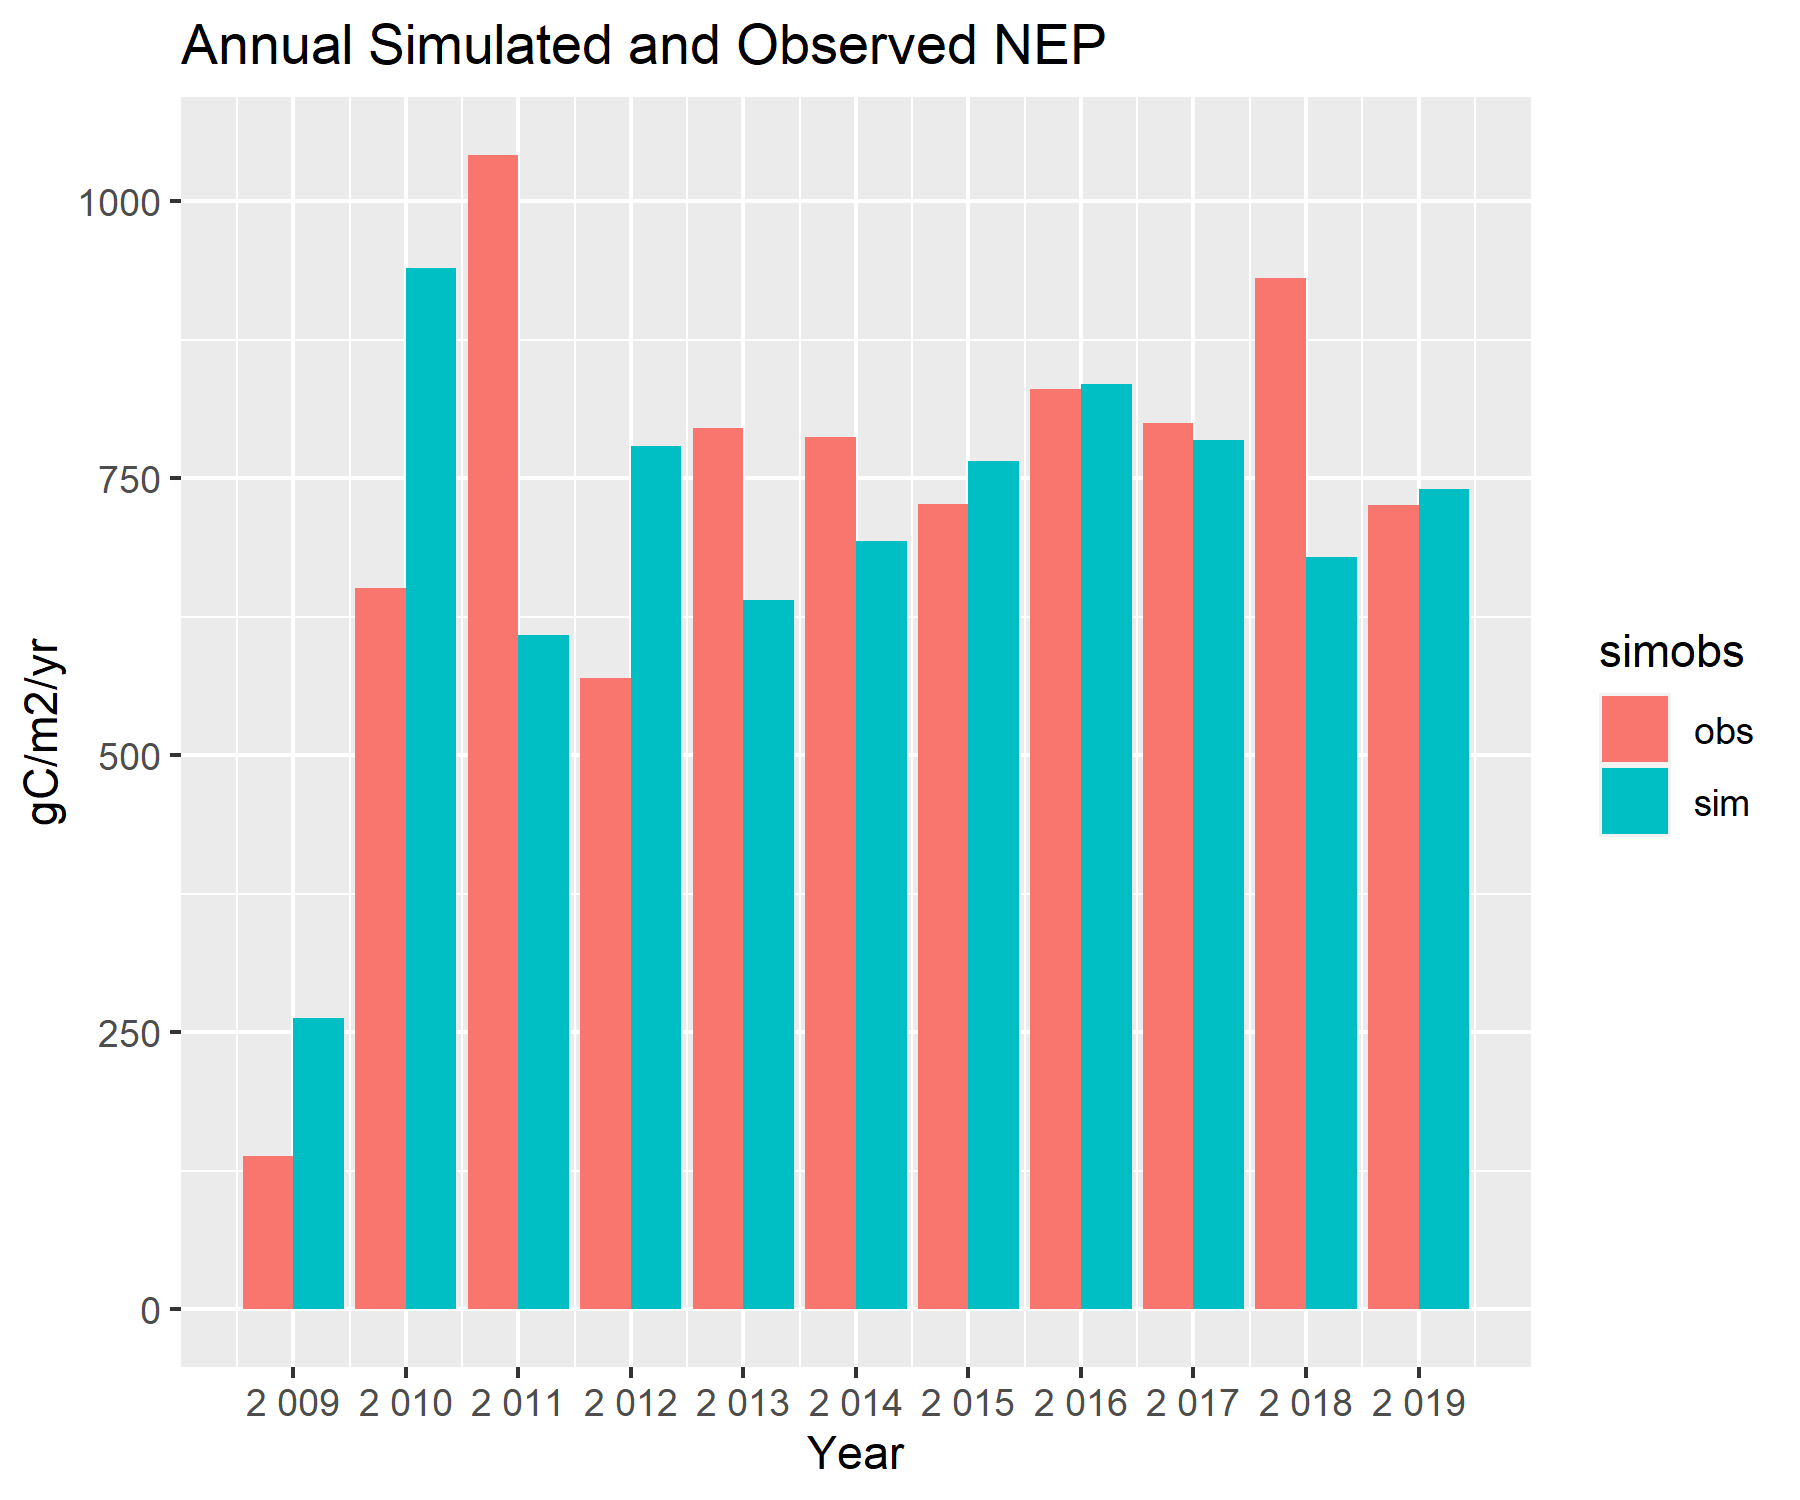 Annual Simulated and Observed NEP
1000
750
500
250
0
gC/m2/yr
2 009 2 010 2 011 2 012 2 013 2 014 2 015 2 016 2 017 2 018 2 019
Year
simobs
obs
sim